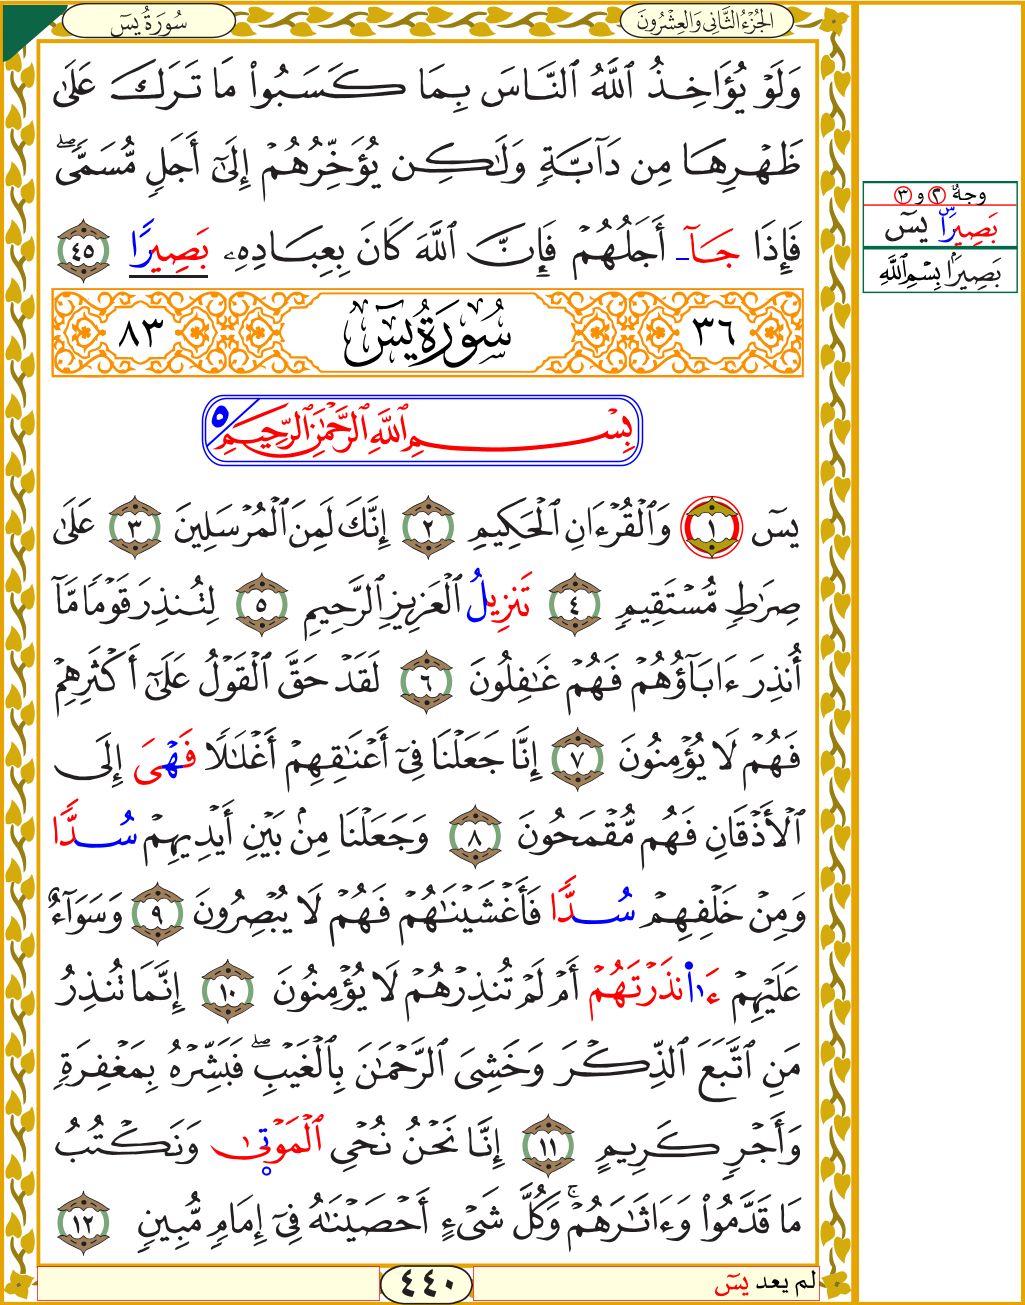 سُورَةُ يسٓ
الجُزْءُ الثَّانِي وَالعِشْرُونَ
وَلَوْ يُؤَاخِذُ ٱللَّهُ ٱلنَّاسَ بِمَا كَسَبُوا۟ مَا تَرَكَ عَلَىٰ
ظَهْرِهَا مِن دَآبَّةٍ وَلَٰكِن يُؤَخِّرُهُمْ إِلَىٰٓ أَجَلٍ مُّسَمًّى ۖ
فَإِذَا جَآ أَجَلُهُمْ فَإِنَّ ٱللَّهَ كَانَ بِعِبَادِهِۦ بَصِيرًۢا ٤٥
٣٦ سُورَةُ يسٓ ٨٣
بِسْمِ ٱللَّهِ ٱلرَّحْمَٰنِ ٱلرَّحِيمِ ٥
يسٓ ١ وَٱلْقُرْءَانِ ٱلْحَكِيمِ ٢ إِنَّكَ لَمِنَ ٱلْمُرْسَلِينَ ٣ عَلَىٰ
صِرَٰطٍ مُّسْتَقِيمٍ ٤ تَنزِيلُ ٱلْعَزِيزِ ٱلرَّحِيمِ ٥ لِتُنذِرَ قَوْمًا مَّآ
أُنذِرَ ءَابَآؤُهُمْ فَهُمْ غَٰفِلُونَ ٦ لَقَدْ حَقَّ ٱلْقَوْلُ عَلَىٰٓ أَكْثَرِهِمْ
فَهُمْ لَا يُؤْمِنُونَ ٧ إِنَّا جَعَلْنَا فِىٓ أَعْنَٰقِهِمْ أَغْلَٰلًا فَهْىَ إِلَى
ٱلْأَذْقَانِ فَهُم مُّقْمَحُونَ ٨ وَجَعَلْنَا مِنۢ بَيْنِ أَيْدِيهِمْ سُدًّا
وَمِنْ خَلْفِهِمْ سُدًّا فَأَغْشَيْنَٰهُمْ فَهُمْ لَا يُبْصِرُونَ ٩ وَسَوَآءٌ
عَلَيْهِمْ ءَا۬نذَرْتَهُمْ أَمْ لَمْ تُنذِرْهُمْ لَا يُؤْمِنُونَ ١٠ إِنَّمَا تُنذِرُ
مَنِ ٱتَّبَعَ ٱلذِّكْرَ وَخَشِىَ ٱلرَّحْمَٰنَ بِٱلْغَيْبِ ۖ فَبَشِّرْهُ بِمَغْفِرَةٍ
وَأَجْرٍ كَرِيمٍ ١١ إِنَّا نَحْنُ نُحْىِ ٱلْمَوْتَىٰ وَنَكْتُبُ
مَا قَدَّمُوا۟ وَءَاثَٰرَهُمْ ۚ وَكُلَّ شَىْءٍ أَحْصَيْنَٰهُ فِىٓ إِمَامٍ مُّبِينٍ ١٢
وجهُ ٢ و ٣
بَصِيرًا يسٓ
بَصِيرًا بِسْمِ ٱللَّهِ
لم يعد يسٓ
٤٤٠